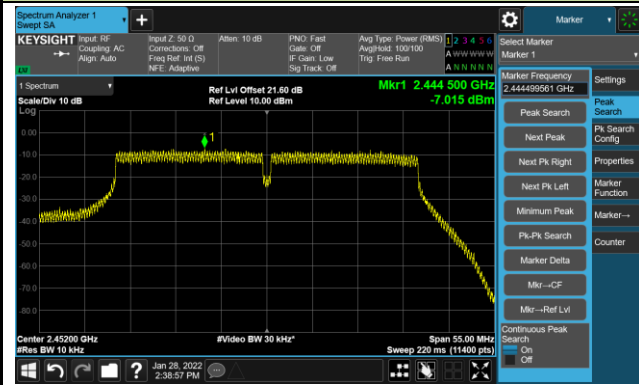 Spectrum Analyzer 1
Swept SA
KEYSIGHT
LXI
Input: RF
Coupling: AC
Align: Auto
Input Z: 50 Ω
Corrections: Off
Freq Ref: Int (S)
NFE: Adaptive
Atten: 10 dB
PNO: Fast
Gate: Off
IF Gain: Low
Sig Track: Off
Avg Type: Power (RMS)
Avg|Hold: 100/100
Trig: Free Run
1 2 3 4 5 6
A W W W W W
A N N N N N
1 Spectrum
Scale/Div 10 dB
Log
Ref Lvl Offset 21.60 dB
Ref Level 10.00 dBm
Mkr1 2.444 500 GHz
-7.015 dBm
1
0.00
-10.0
-20.0
-30.0
-40.0
-50.0
-60.0
-70.0
-80.0
Center 2.45200 GHz
#Res BW 10 kHz
#Video BW 30 kHz*
Span 55.00 MHz
Sweep 220 ms (11400 pts)
Jan 28, 2022
2:38:57 PM
Marker
Select Marker
Marker 1
Marker Frequency
2.444499561 GHz
Peak Search
Next Peak
Next Pk Right
Next Pk Left
Minimum Peak
Pk-Pk Search
Marker Delta
Mkr→CF
Mkr→Ref Lvl
Continuous Peak
Search
On
Off
Settings
Peak
Search
Pk Search
Config
Properties
Marker
Function
Marker→
Counter